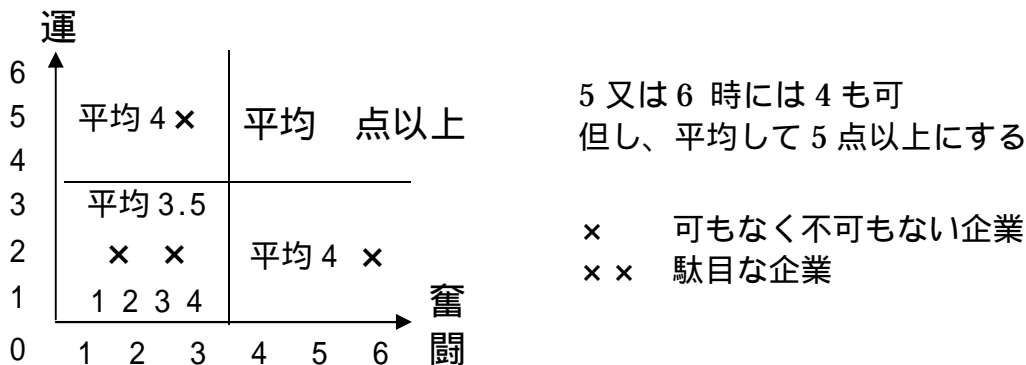 運
6
5
4
3
2
1
0
平均 4 ×
平均　点以上
平均 3.5
× ×
1 2 3 4
平均 4 ×
奮
闘
1 2 3 4 5 6
5 又は 6 時には 4 も可
但し、平均して 5 点以上にする
×　可もなく不可もない企業
× ×　駄目な企業